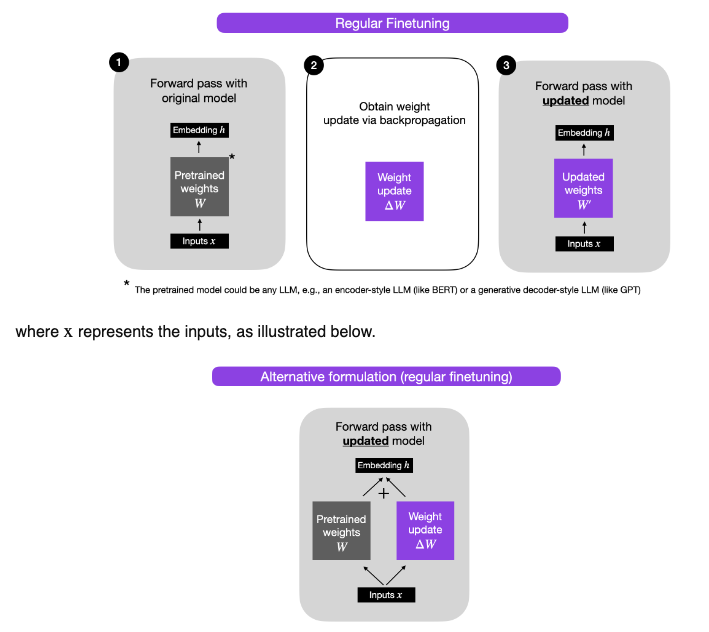 Regular Finetuning
1
Forward pass with
original model
Embedding h
*
Pretrained
weights
W
Inputs x
2
Obtain weight
update via backpropagation
Weight
update
ΔW
3
Forward pass with
updated model
Embedding h
Updated
weights
W′
Inputs x
* The pretrained model could be any LLM, e.g., an encoder-style LLM (like BERT) or a generative decoder-style LLM (like GPT)
where x represents the inputs, as illustrated below.
Alternative formulation (regular finetuning)
Forward pass with
updated model
Embedding h
+
Pretrained
weights
W
Weight
update
ΔW
Inputs x